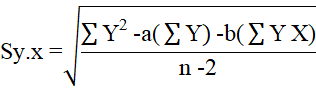 Sy.x = √((∑ Y² -a(∑ Y) -b(∑ Y X)) / (n -2))